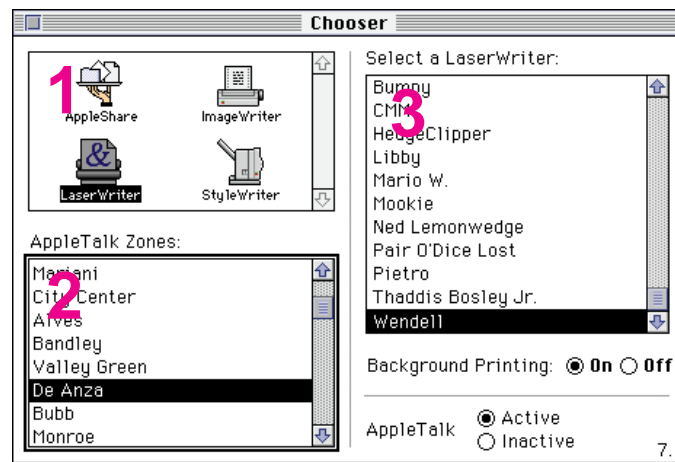 Chooser
1
AppleShare
ImageWriter
LaserWriter
StyleWriter
AppleTalk Zones:
2
Mariani
City Center
Alves
Bandley
Valley Green
De Anza
Bubb
Monroe
Select a LaserWriter:
3
Bumpy
CMM
HedgeClipper
Libby
Mario W.
Mookie
Ned Lemonwedge
Pair O'Dice Lost
Pietro
Thaddis Bosley Jr.
Wendell
Background Printing: On Off
AppleTalk Active
Inactive
7.